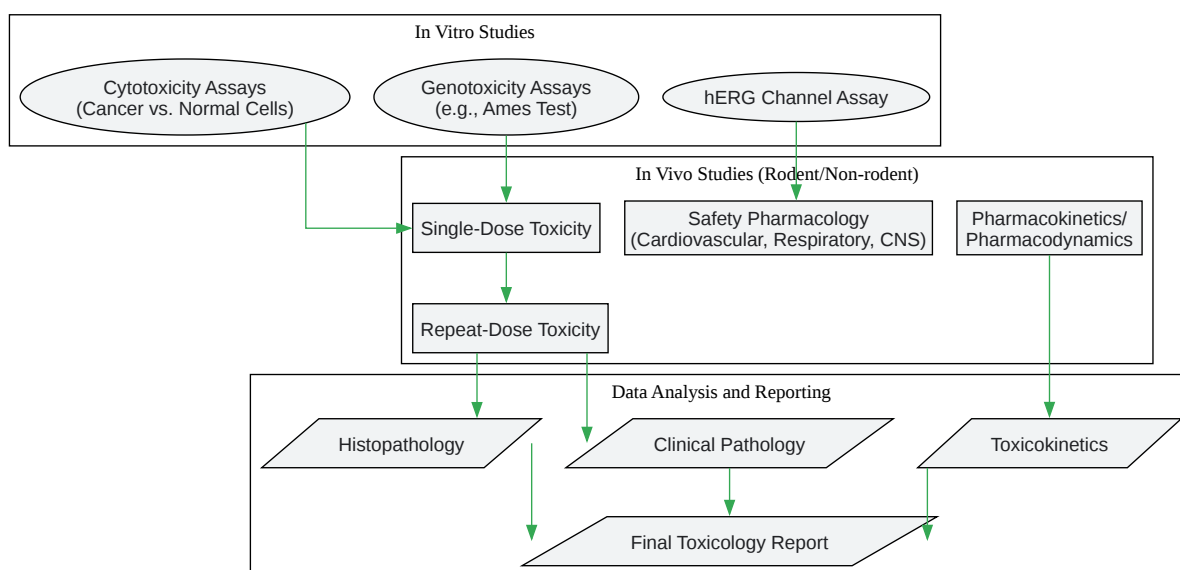 In Vitro Studies
Cytotoxicity Assays
(Cancer vs. Normal Cells)
Genotoxicity Assays
(e.g., Ames Test)
hERG Channel Assay
In Vivo Studies (Rodent/Non-rodent)
Single-Dose Toxicity
Safety Pharmacology
(Cardiovascular, Respiratory, CNS)
Pharmacokinetics/
Pharmacodynamics
Repeat-Dose Toxicity
Data Analysis and Reporting
Histopathology
Clinical Pathology
Toxicokinetics
Final Toxicology Report